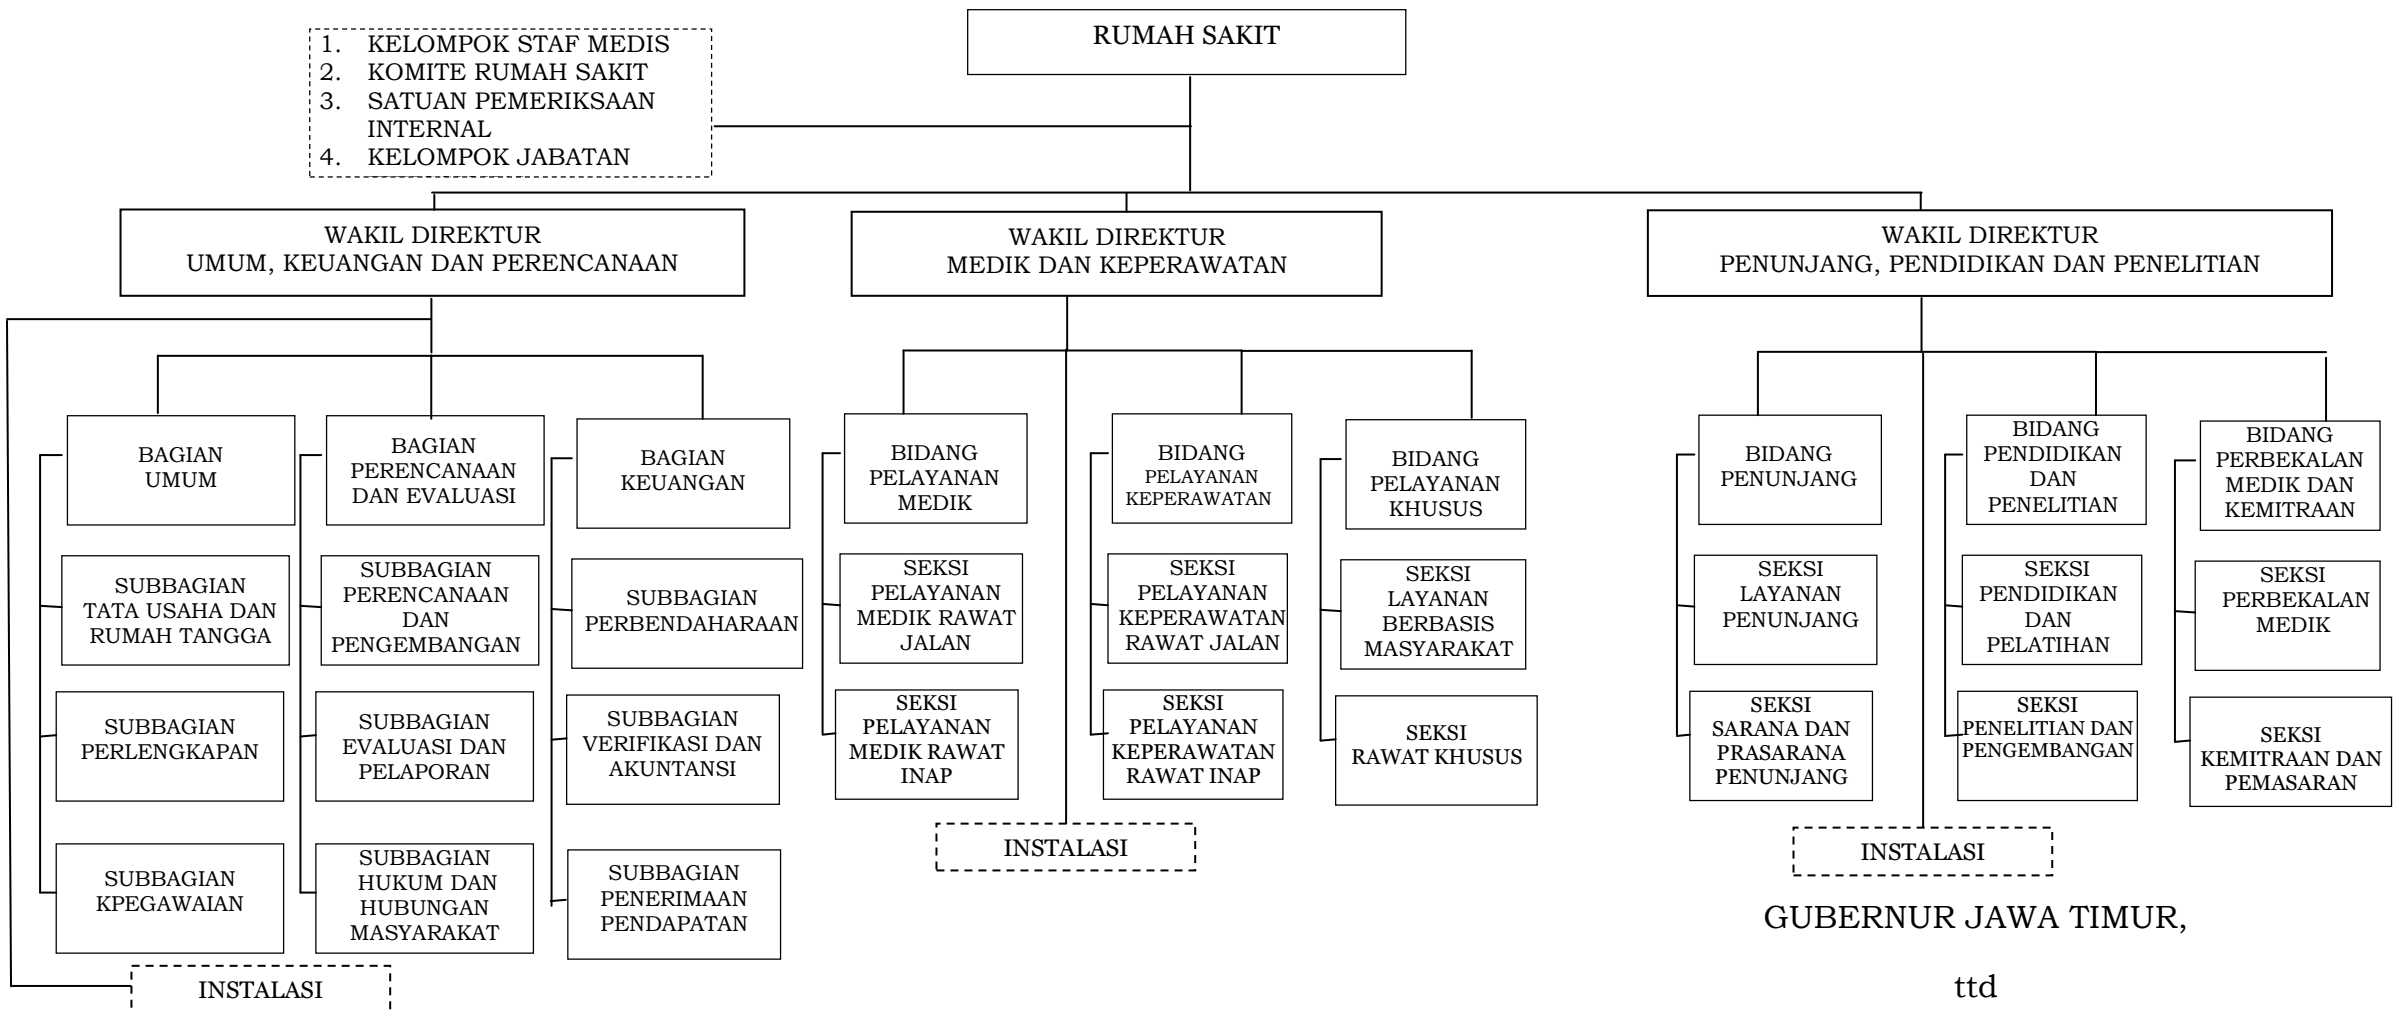 RUMAH SAKIT
1. KELOMPOK STAF MEDIS
2. KOMITE RUMAH SAKIT
3. SATUAN PEMERIKSAAN
INTERNAL
4. KELOMPOK JABATAN
WAKIL DIREKTUR
UMUM, KEUANGAN DAN PERENCANAAN
WAKIL DIREKTUR
MEDIK DAN KEPERAWATAN
WAKIL DIREKTUR
PENUNJANG, PENDIDIKAN DAN PENELITIAN
BAGIAN
UMUM
BAGIAN
PERENCANAAN
DAN EVALUASI
BAGIAN
KEUANGAN
BIDANG
PELAYANAN
MEDIK
BIDANG
PELAYANAN
KEPERAWATAN
BIDANG
PELAYANAN
KHUSUS
BIDANG
PENUNJANG
BIDANG
PENDIDIKAN
DAN
PENELITIAN
BIDANG
PERBEKALAN
MEDIK DAN
KEMITRAAN
SUBBAGIAN
TATA USAHA DAN
RUMAH TANGGA
SUBBAGIAN
PERENCANAAN
DAN
PENGEMBANGAN
SUBBAGIAN
PERBENDAHARAAN
SEKSI
PELAYANAN
MEDIK RAWAT
JALAN
SEKSI
PELAYANAN
KEPERAWATAN
RAWAT JALAN
SEKSI
LAYANAN
BERBASIS
MASYARAKAT
SEKSI
LAYANAN
PENUNJANG
SEKSI
PENDIDIKAN
DAN
PELATIHAN
SEKSI
PERBEKALAN
MEDIK
SUBBAGIAN
PERLENGKAPAN
SUBBAGIAN
EVALUASI DAN
PELAPORAN
SUBBAGIAN
VERIFIKASI DAN
AKUNTANSI
SEKSI
PELAYANAN
MEDIK RAWAT
INAP
SEKSI
PELAYANAN
KEPERAWATAN
RAWAT INAP
SEKSI
RAWAT KHUSUS
SEKSI
SARANA DAN
PRASARANA
PENUNJANG
SEKSI
PENELITIAN DAN
PENGEMBANGAN
SEKSI
KEMITRAAN DAN
PEMASARAN
SUBBAGIAN
KPEGAWAIAN
SUBBAGIAN
HUKUM DAN
HUBUNGAN
MASYARAKAT
SUBBAGIAN
PENERIMAAN
PENDAPATAN
INSTALASI
INSTALASI
INSTALASI
GUBERNUR JAWA TIMUR,
ttd